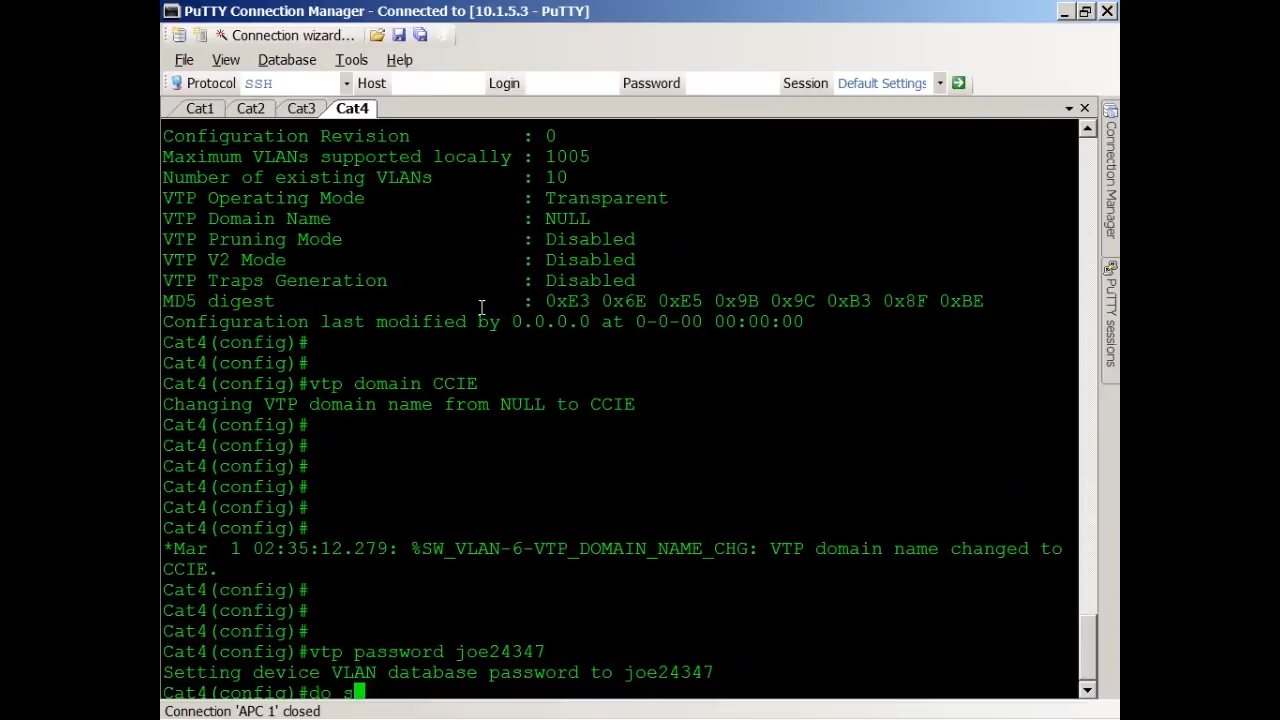 PuTTY Connection Manager - Connected to [10.1.5.3 - PuTTY]
Connection wizard...
File View Database Tools Help
Protocol SSH Host Login Password Session Default Settings
Cat1 Cat2 Cat3 Cat4
Configuration Revision : 0
Maximum VLANs supported locally : 1005
Number of existing VLANs : 10
VTP Operating Mode : Transparent
VTP Domain Name : NULL
VTP Pruning Mode : Disabled
VTP V2 Mode : Disabled
VTP Traps Generation : Disabled
MD5 digest : 0xE3 0x6E 0xE5 0x9B 0x9C 0xB3 0x8F 0xBE
Configuration last modified by 0.0.0.0 at 0-0-00 00:00:00
Cat4(config)#
Cat4(config)#
Cat4(config)#vtp domain CCIE
Changing VTP domain name from NULL to CCIE
Cat4(config)#
Cat4(config)#
Cat4(config)#
Cat4(config)#
Cat4(config)#
Cat4(config)#
*Mar 1 02:35:12.279: %SW_VLAN-6-VTP_DOMAIN_NAME_CHG: VTP domain name changed to
CCIE.
Cat4(config)#
Cat4(config)#
Cat4(config)#
Cat4(config)#vtp password joe24347
Setting device VLAN database password to joe24347
Cat4(config)#do s
Connection 'APC 1' closed
Connection Manager
PuTTY sessions